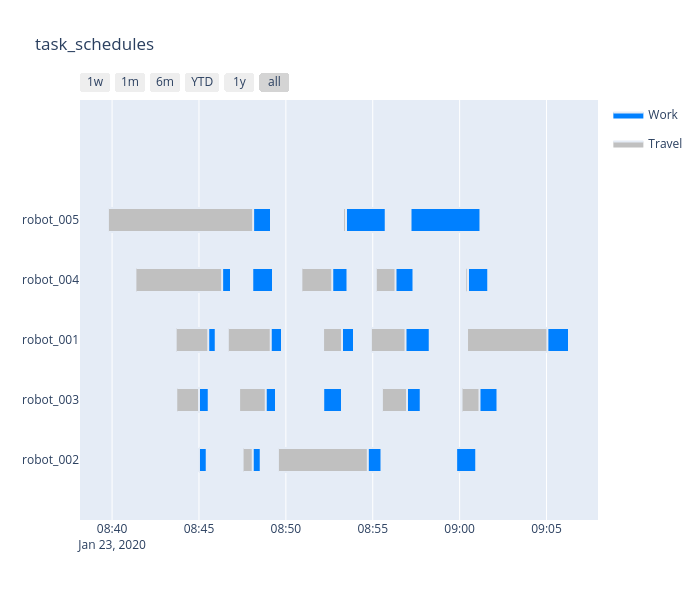 task_schedules
1w 1m 6m YTD 1y all
Work
Travel
robot_005
robot_004
robot_001
robot_003
robot_002
08:40 08:45 08:50 08:55 09:00 09:05
Jan 23, 2020